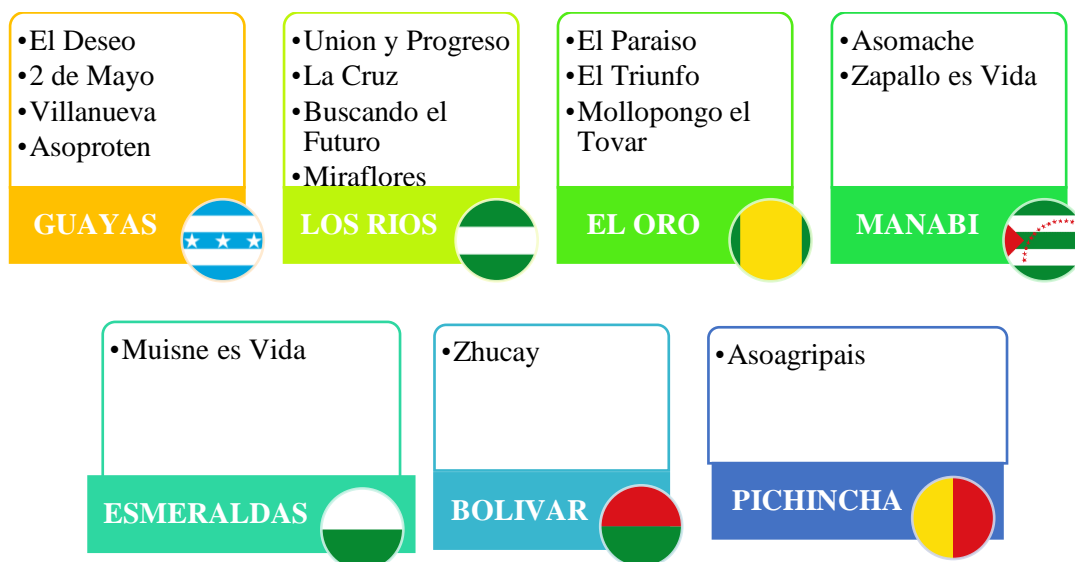 •El Deseo
•2 de Mayo
•Villanueva
•Asoproten
GUAYAS
•Union y Progreso
•La Cruz
•Buscando el
Futuro
•Miraflores
LOS RIOS
•El Paraiso
•El Triunfo
•Mollopongo el
Tovar
EL ORO
•Asomache
•Zapallo es Vida
MANABI
•Muisne es Vida
ESMERALDAS
•Zhucay
BOLIVAR
•Asoagripais
PICHINCHA